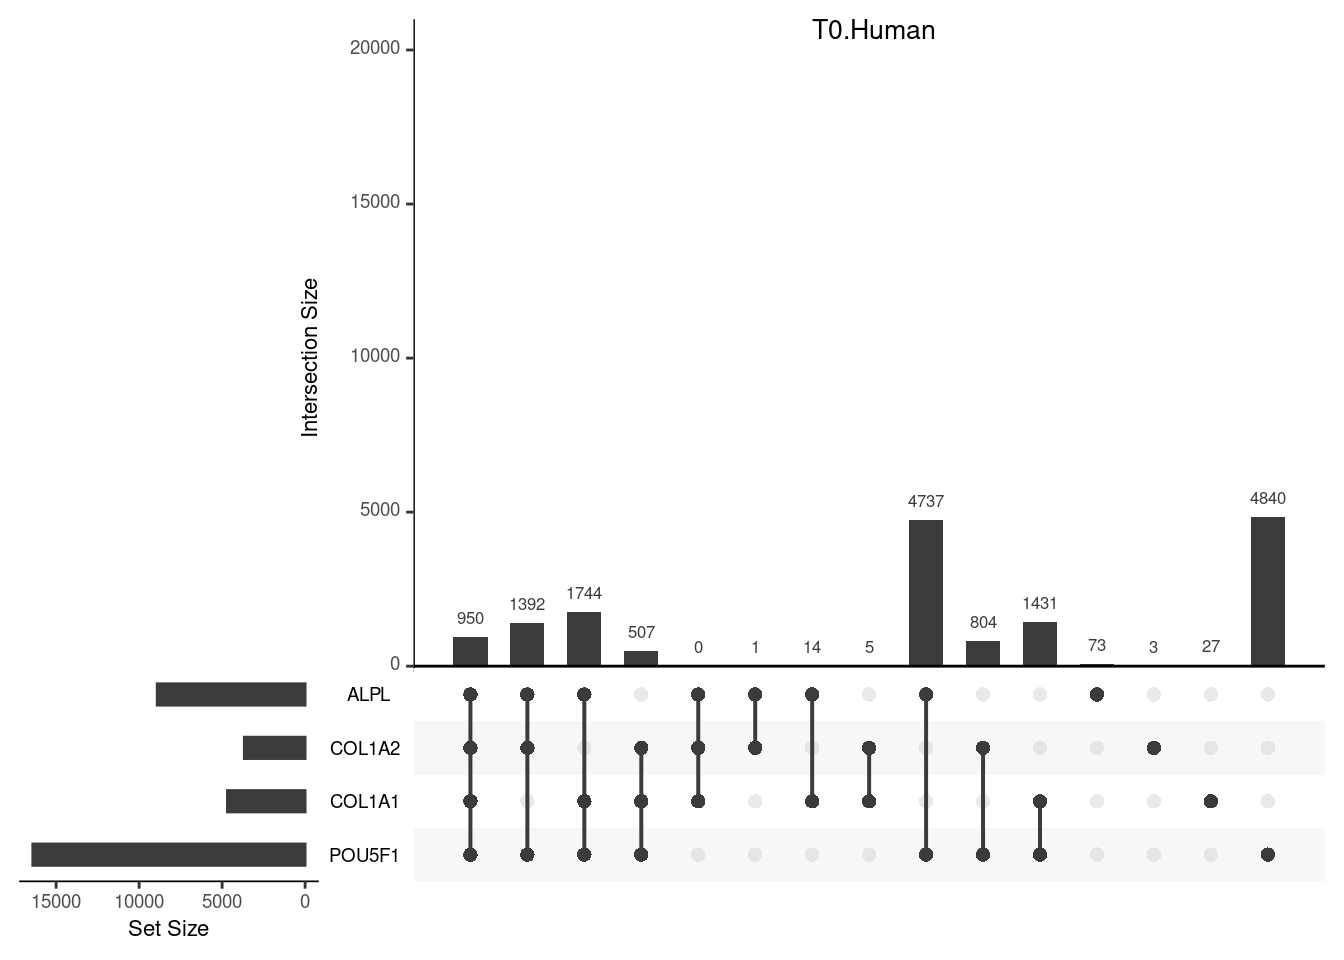 T0.Human
20000
15000
10000
5000
0
Intersection Size
950 1392 1744 507 0 1 14 5 4737 804 1431 73 3 27 4840
ALPL
COL1A2
COL1A1
POU5F1
15000 10000 5000 0
Set Size